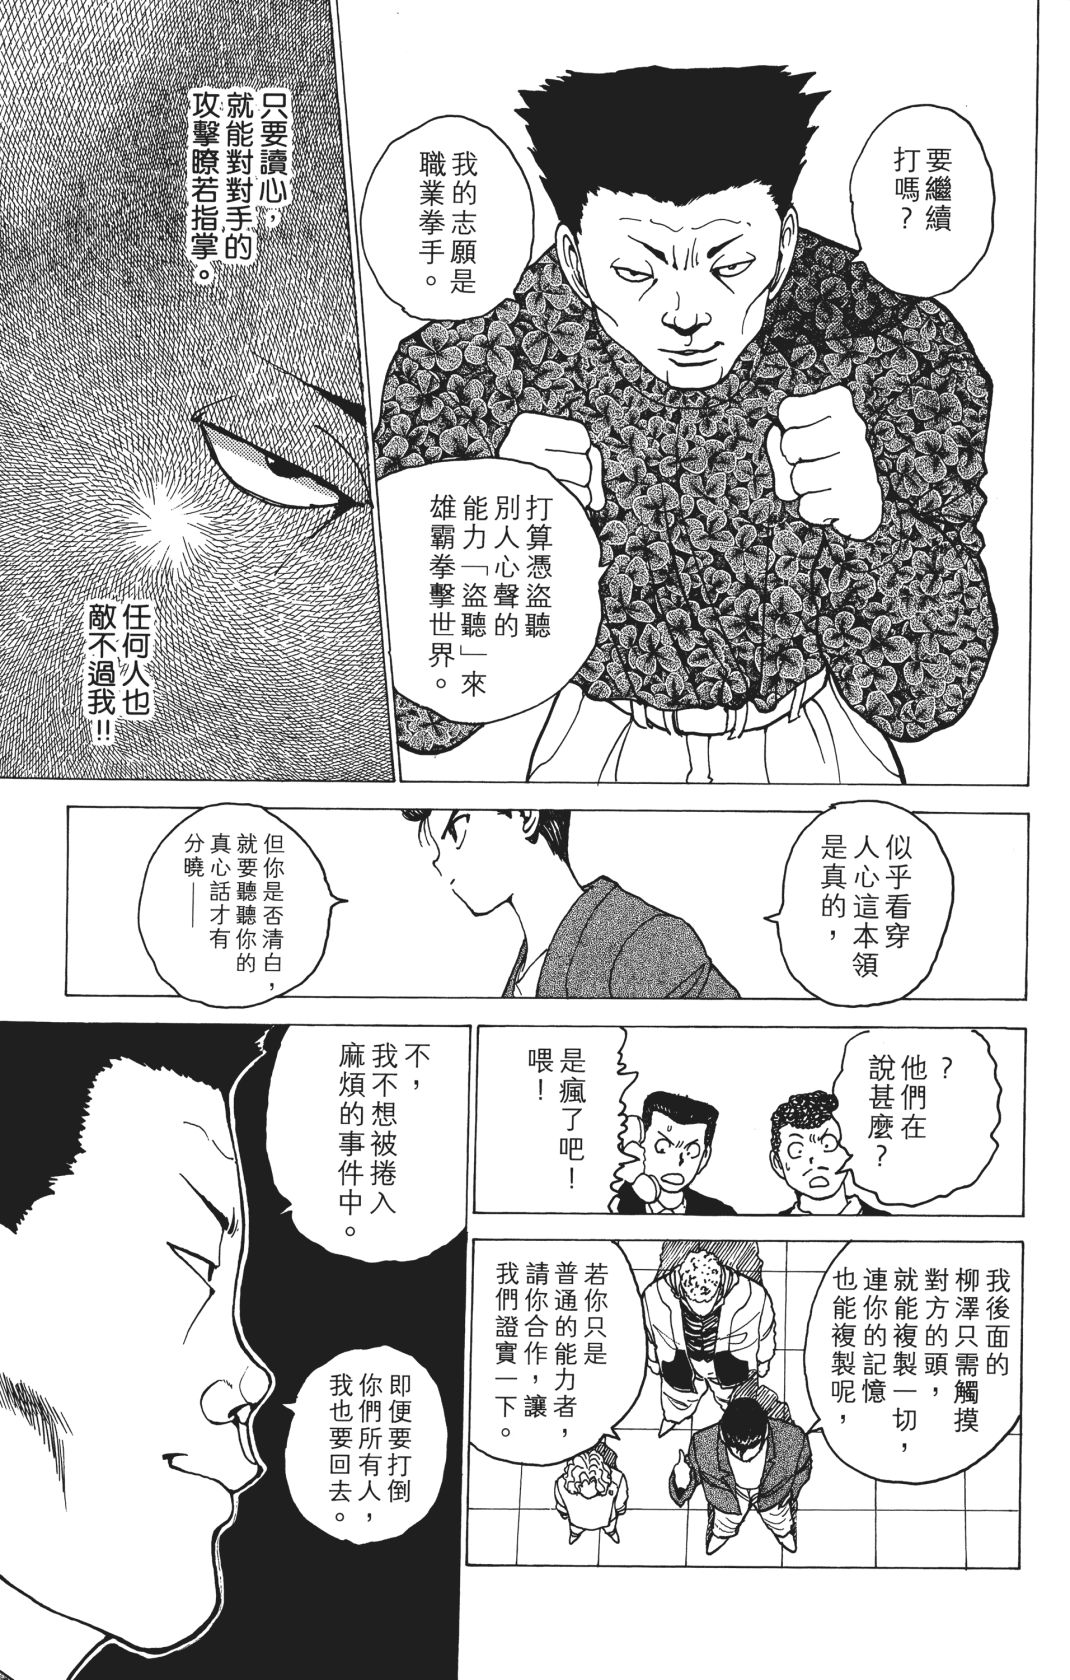 要繼續
打嗎？
我的志願是
職業拳手。
打算憑盜聽
別人心聲的
能力「盜聽」來
雄霸拳擊世界。
只要讀心，
就能對對手的
攻擊瞭若指掌。
任何人也
敵不過我!!
似乎看穿
人心這本領
是真的，
但你是否清白，
就要聽聽你的
真心話才有
分曉——
？
他們在
說甚麼？
是瘋了吧！
喂！
我後面的
柳澤只需觸摸
對方的頭，
就能複製一切，
連你的記憶
也能複製呢，
若你只是
普通的能力者，
請你合作，讓
我們證實一下。
不，
我不想被捲入
麻煩的事件中。
即便要打倒
你們所有人，
我也要回去。